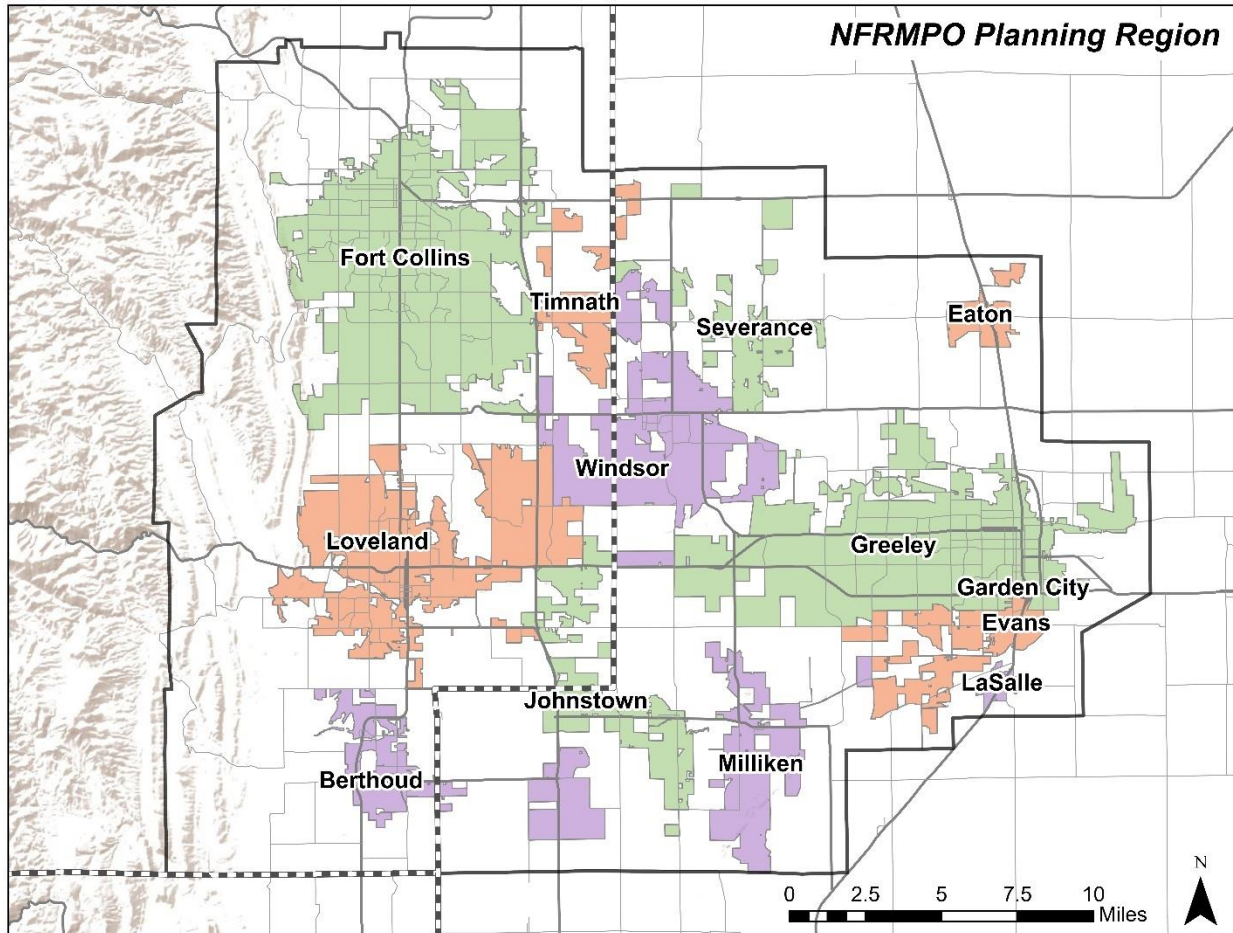 NFRMPO Planning Region
Fort Collins
Timnath
Severance
Eaton
Windsor
Loveland
Greeley
Garden City
Evans
LaSalle
Johnstown
Milliken
Berthoud
N
0 2.5 5 7.5 10
Miles